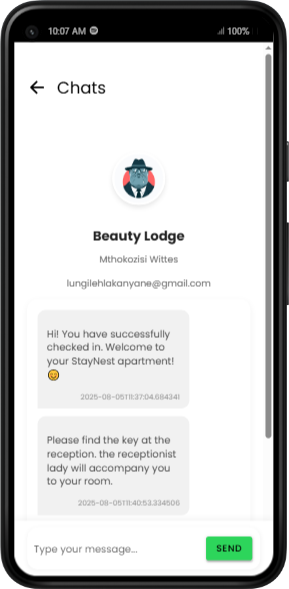 10:07 AM
100%
Chats
Beauty Lodge
Mthokozisi Wittes
lungilehlakanyane@gmail.com
Hi! You have successfully
checked in. Welcome to
your StayNest apartment!
😊
2025-08-05T11:37:04.684341
Please find the key at the
reception. the receptionist
lady will accompany you
to your room.
2025-08-05T11:40:53.334506
Type your message...
SEND